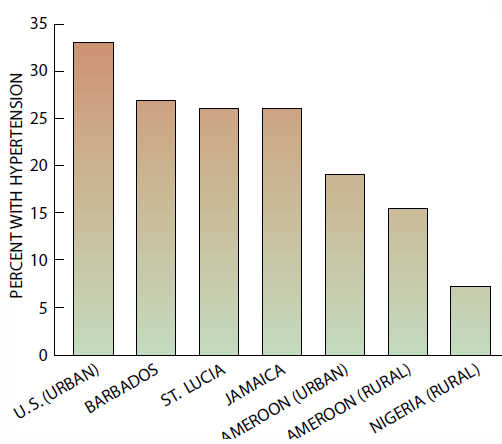 35
30
25
20
15
10
5
0
PERCENT WITH HYPERTENSION
U.S. (URBAN)
BARBADOS
ST. LUCIA
JAMAICA
AMEROON (URBAN)
AMEROON (RURAL)
NIGERIA (RURAL)